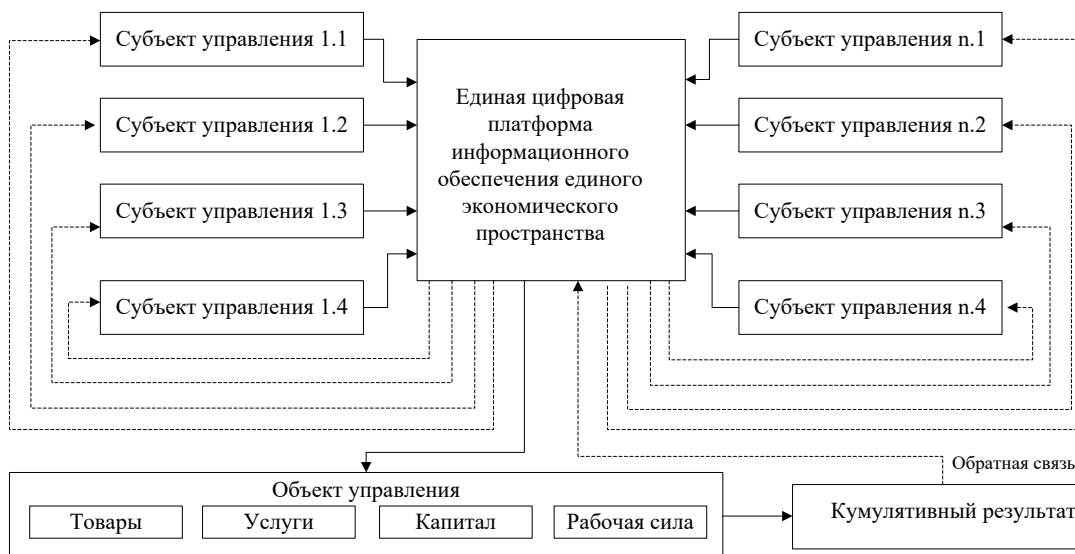 Субъект управления 1.1
Субъект управления 1.2
Субъект управления 1.3
Субъект управления 1.4
Единая цифровая
платформа
информационного
обеспечения единого
экономического
пространства
Субъект управления n.1
Субъект управления n.2
Субъект управления n.3
Субъект управления n.4
Обратная связь
Объект управления
Товары
Услуги
Капитал
Рабочая сила
Кумулятивный результат